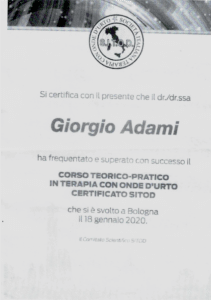 Si certifica con il presente che il dr./dr.ssa
Giorgio Adami
ha frequentato e superato con successo il
CORSO TEORICO-PRATICO
IN TERAPIA CON ONDE D'URTO
CERTIFICATO SITOD
che si è svolto a Bologna
il 18 gennaio 2020.